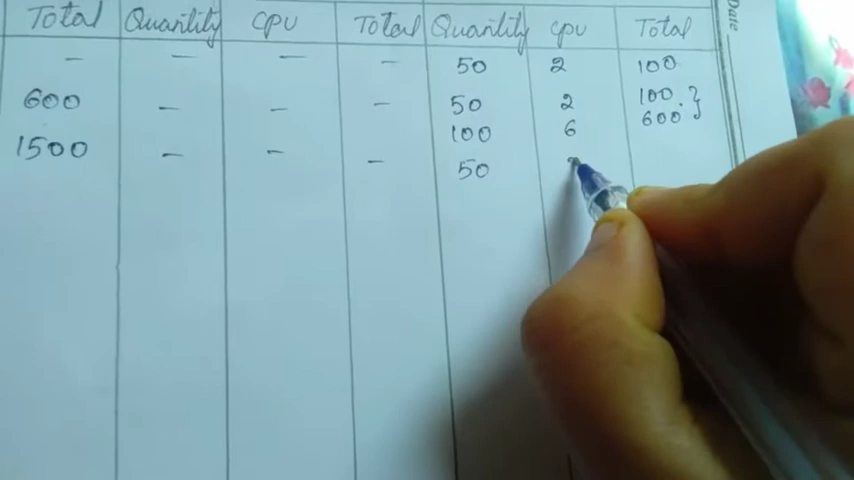 Date
Total Quantity CPU Total Quantity CPU Total
- - - - 50 2 100
600 - - - 50 2 100 }
100 6 600
1500 - - - 50